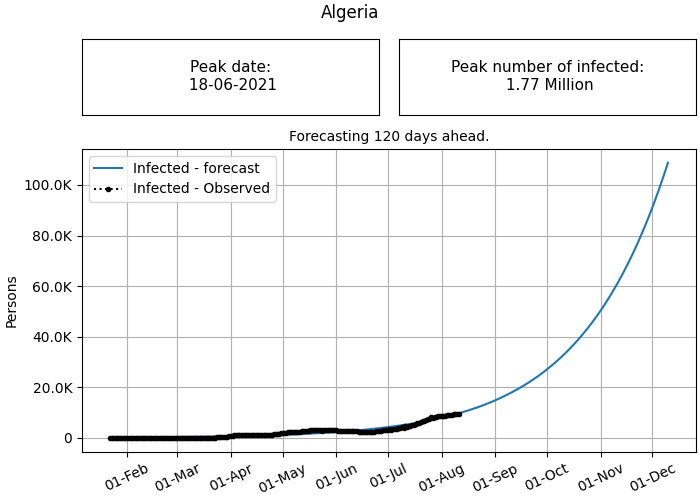 Algeria
Peak date:
18-06-2021
Peak number of infected:
1.77 Million
Forecasting 120 days ahead.
Infected - forecast
Infected - Observed
100.0K
80.0K
60.0K
40.0K
20.0K
0
Persons
01-Feb
01-Mar
01-Apr
01-May
01-Jun
01-Jul
01-Aug
01-Sep
01-Oct
01-Nov
01-Dec